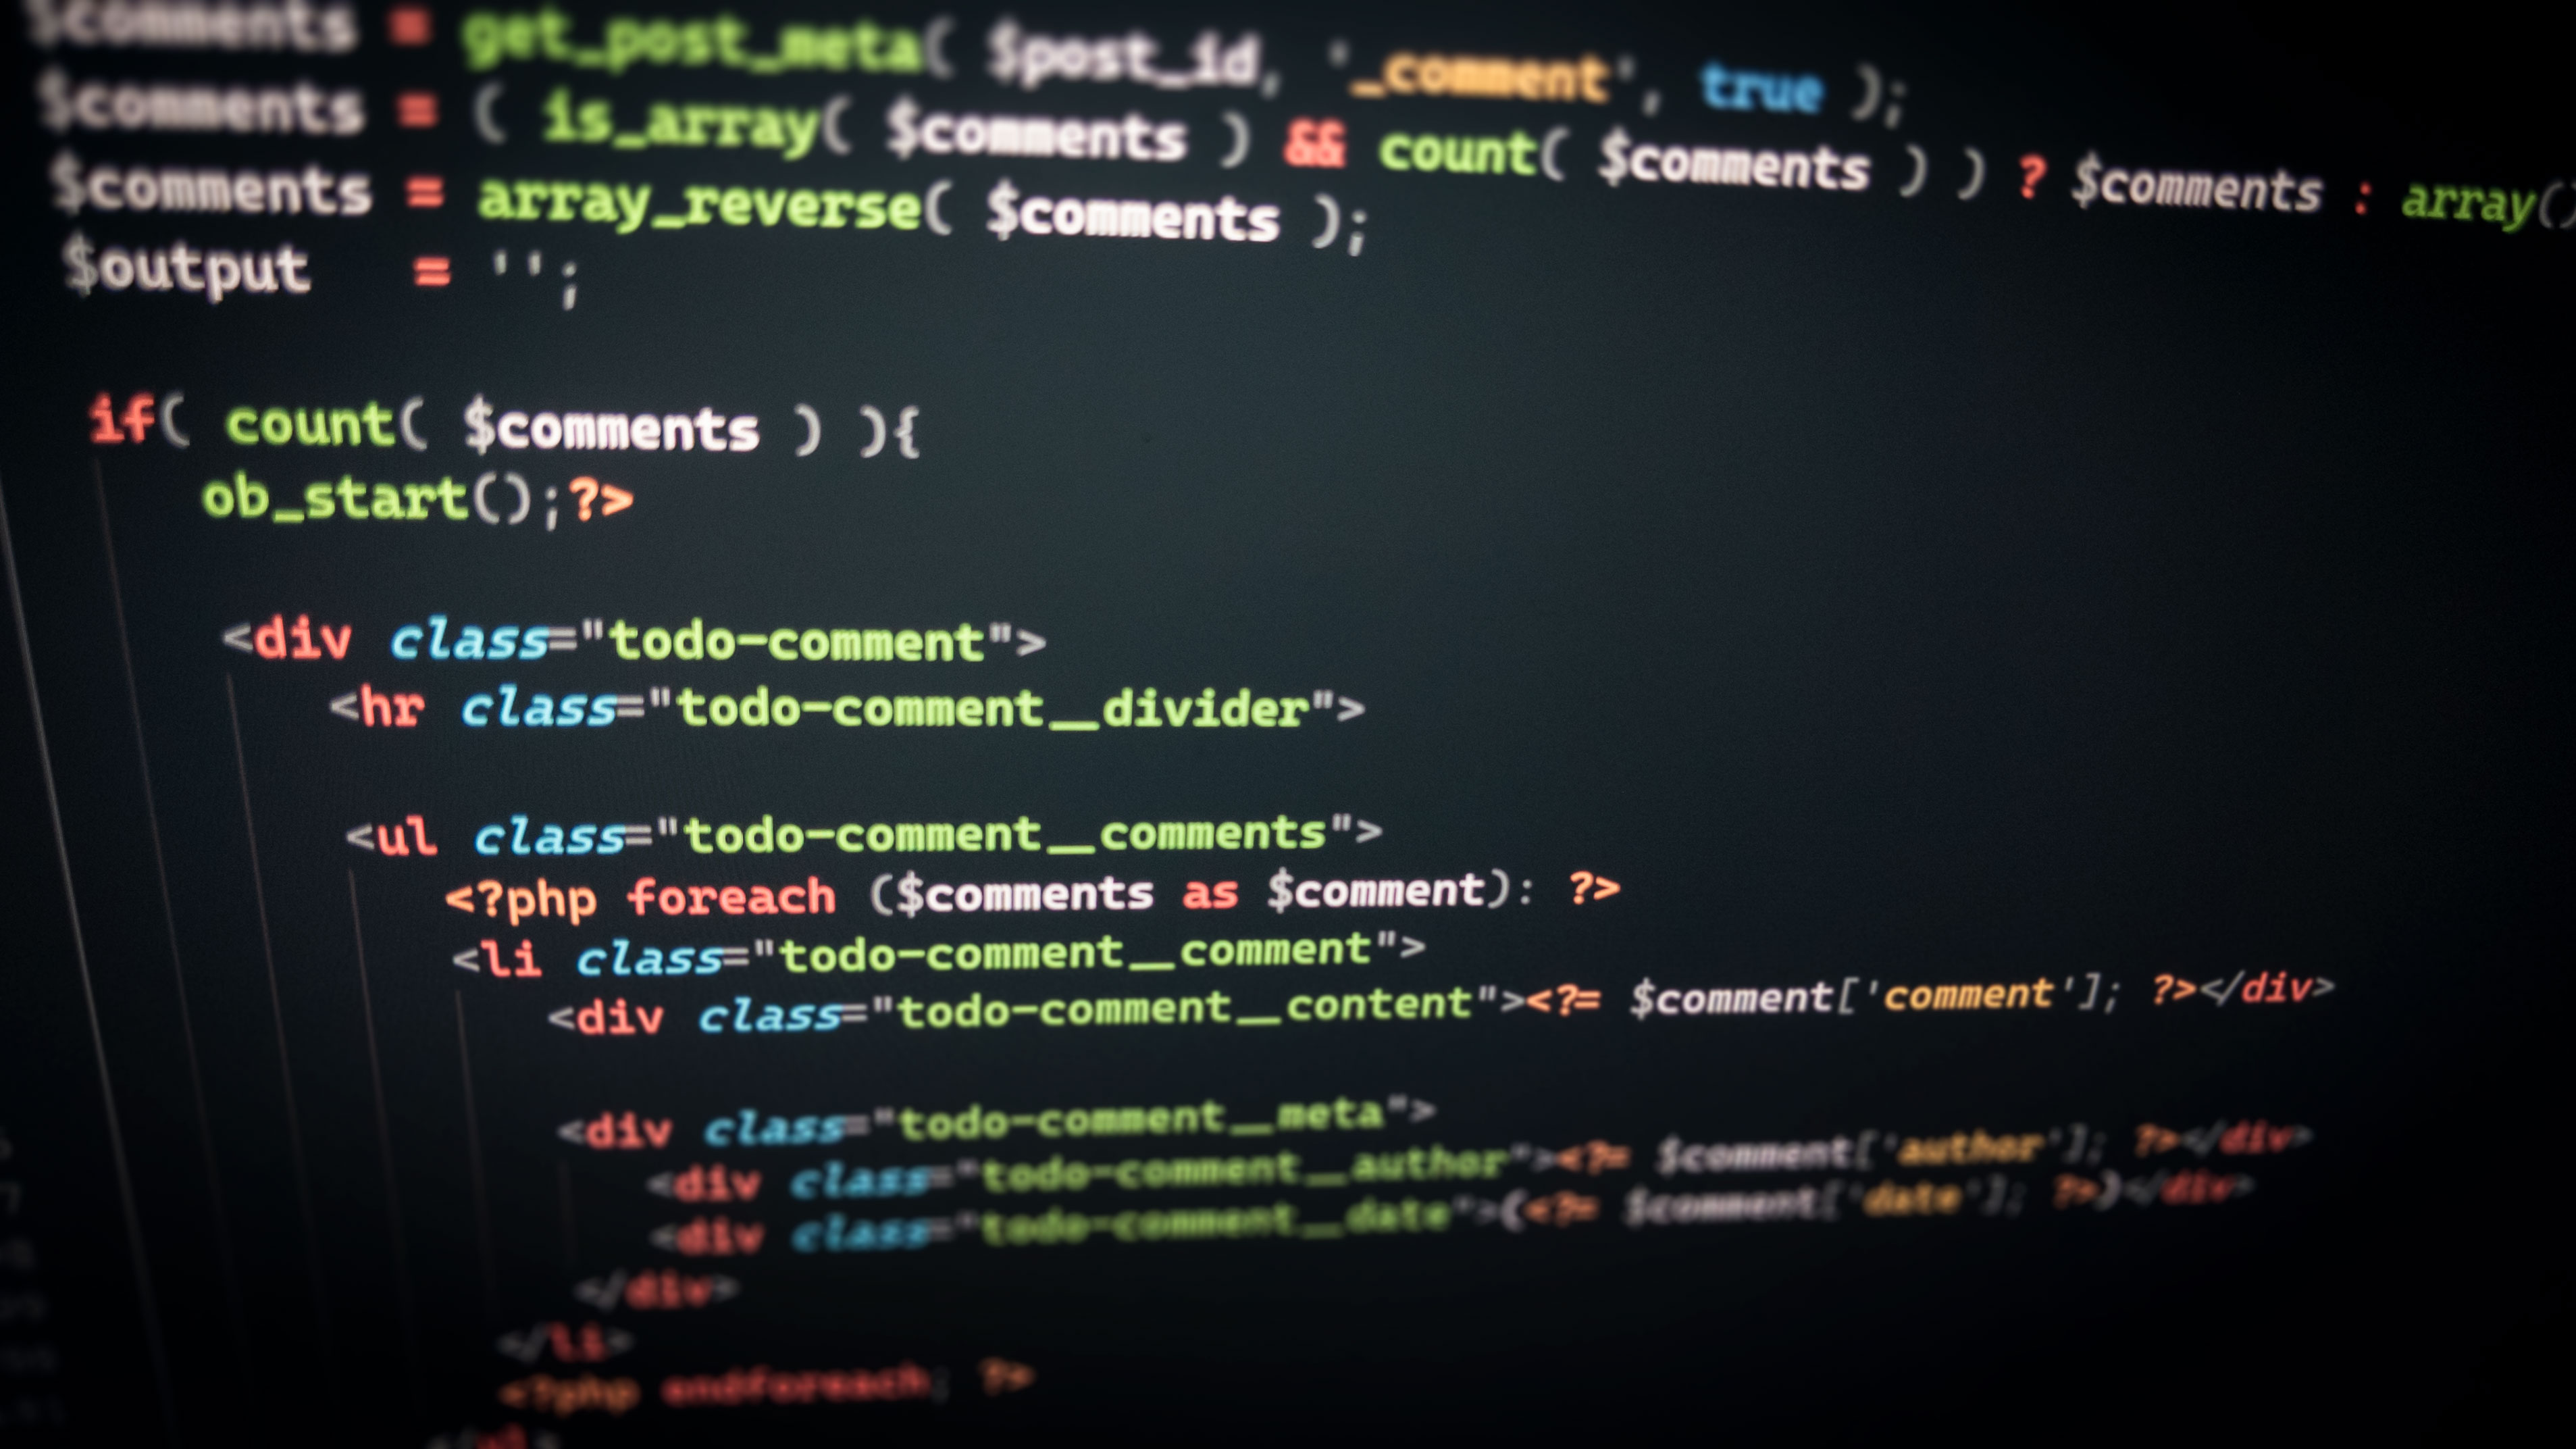 $comments = get_post_meta( $post_id, '_comment', true );
$comments = ( is_array( $comments ) && count( $comments ) ) ? $comments : array()
$comments = array_reverse( $comments );
$output   = '';
if( count( $comments ) ){
ob_start();?>
<div class="todo-comment">
<hr class="todo-comment__divider">
<ul class="todo-comment__comments">
<?php foreach ($comments as $comment): ?>
<li class="todo-comment__comment">
<div class="todo-comment__content"><?= $comment['comment']; ?></div>
<div class="todo-comment__meta">
<div class="todo-comment__author"><?= $comment['author']; ?></div>
<div class="todo-comment__date">(<?= $comment['date']; ?>)</div>
</div>
</li>
<?php endforeach; ?>
</ul>